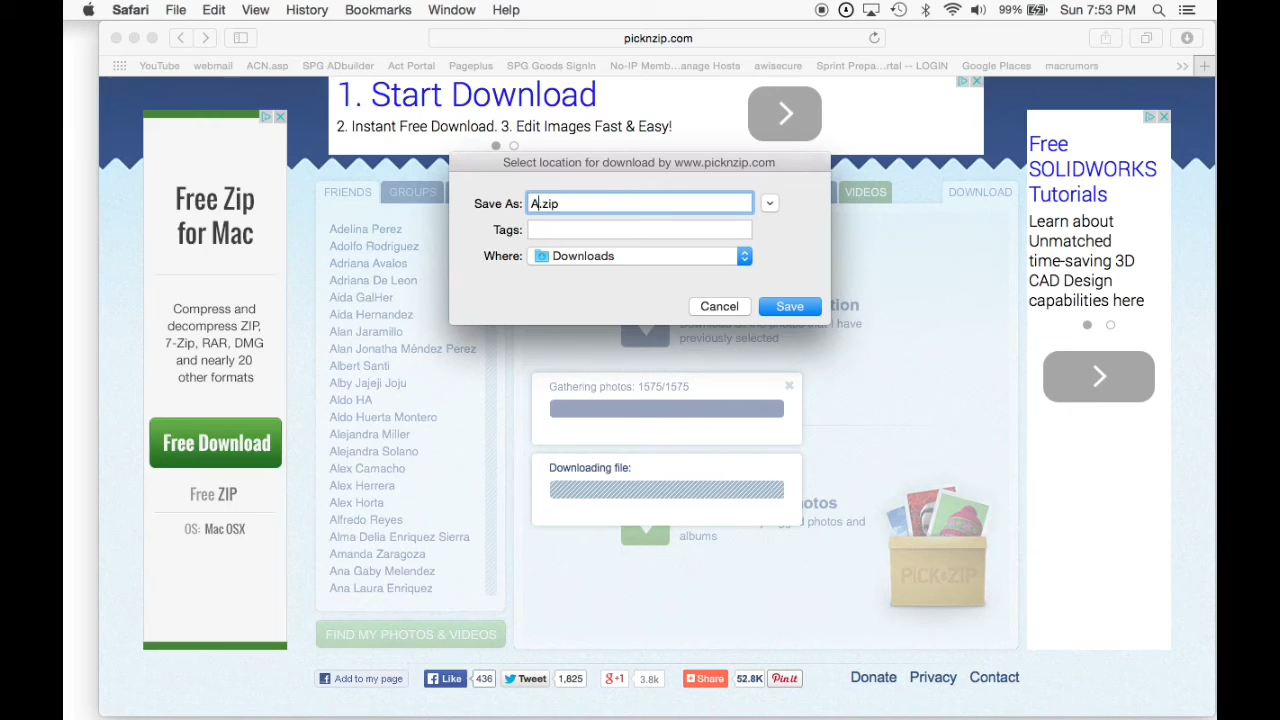 Safari File Edit View History Bookmarks Window Help 99% Sun 7:53 PM
picknzip.com
YouTube webmail ACN.asp SPG ADBuilder Act Portal Pageplus SPG Goods SignIn No-IP Memb...anage Hosts awisecure Sprint Prepa...rtal -- LOGIN Google Places macrumors
1. Start Download
2. Instant Free Download. 3. Edit Images Fast & Easy!
Select location for download by www.picknzip.com
Save As: A.zip
Tags:
Where: Downloads
Cancel Save
Free Zip
for Mac
Compress and
decompress ZIP,
7-Zip, RAR, DMG
and nearly 20
other formats
Free Download
Free ZIP
OS: Mac OSX
FRIENDS GROUPS VIDEOS DOWNLOAD
Adelina Perez
Adolfo Rodriguez
Adriana Avalos
Adriana De Leon
Aida GalHer
Aida Hernandez
Alan Jaramillo
Alan Jonatha Méndez Perez
Albert Santi
Alby Jajeji Joju
Aldo HA
Aldo Huerta Montero
Alejandra Miller
Alejandra Solano
Alex Camacho
Alex Herrera
Alex Horta
Alfredo Reyes
Alma Delia Enriquez Sierra
Amanda Zaragoza
Ana Gaby Melendez
Ana Laura Enriquez
FIND MY PHOTOS & VIDEOS
tion
previously selected
Gathering photos: 1575/1575
Downloading file:
otos
photos and
albums
PICK&ZIP
Free
SOLIDWORKS
Tutorials
Learn about
Unmatched
time-saving 3D
CAD Design
capabilities here
Add to my page Like 436 Tweet 1,825 g+1 3.8k Share 52.8K Pin it
Donate Privacy Contact